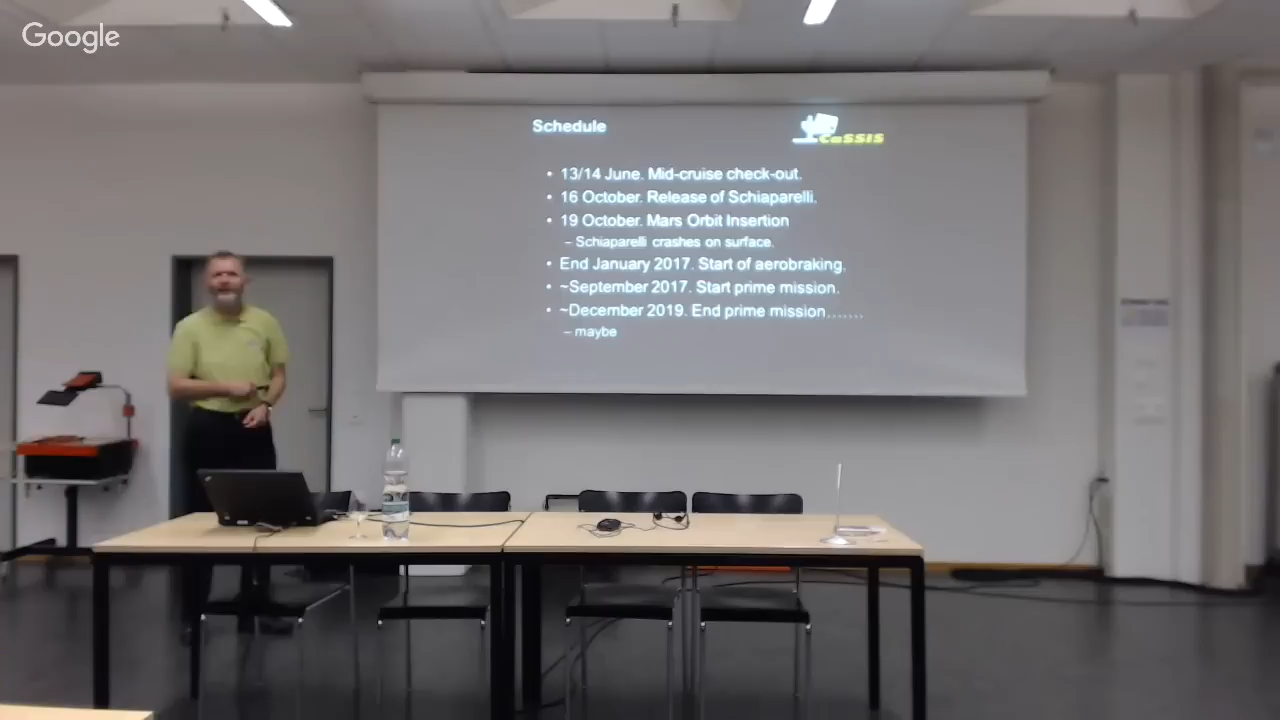 Google
Schedule
CaSSIS
• 13/14 June. Mid-cruise check-out.
• 16 October. Release of Schiaparelli.
• 19 October. Mars Orbit Insertion
– Schiaparelli crashes on surface.
• End January 2017. Start of aerobraking.
• ~September 2017. Start prime mission.
• ~December 2019. End prime mission…….
– maybe